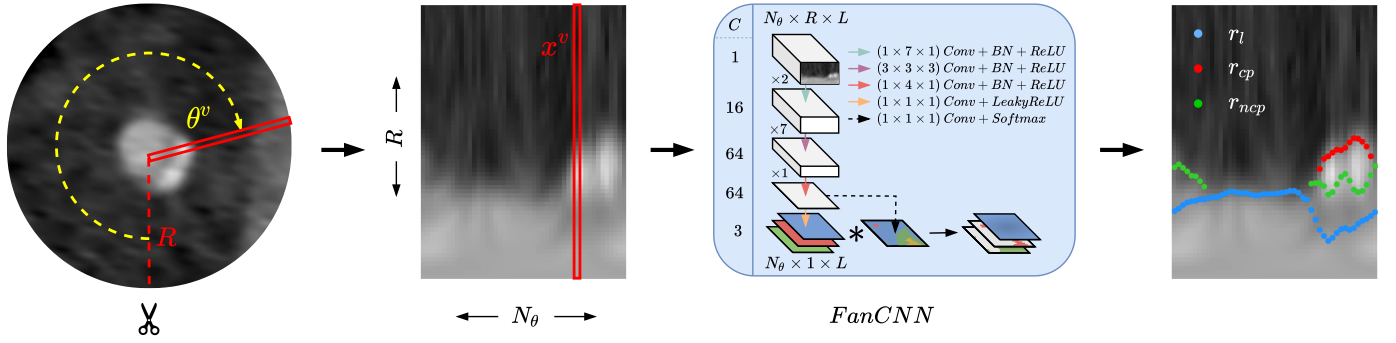 θ^v
R
x^v
R
N_θ
C
N_θ × R × L
1
(1 × 7 × 1) Conv + BN + ReLU
(3 × 3 × 3) Conv + BN + ReLU
(1 × 4 × 1) Conv + BN + ReLU
(1 × 1 × 1) Conv + LeakyReLU
(1 × 1 × 1) Conv + Softmax
×2
16
×7
64
×1
64
3
*
N_θ × 1 × L
FanCNN
r_l
r_cp
r_ncp